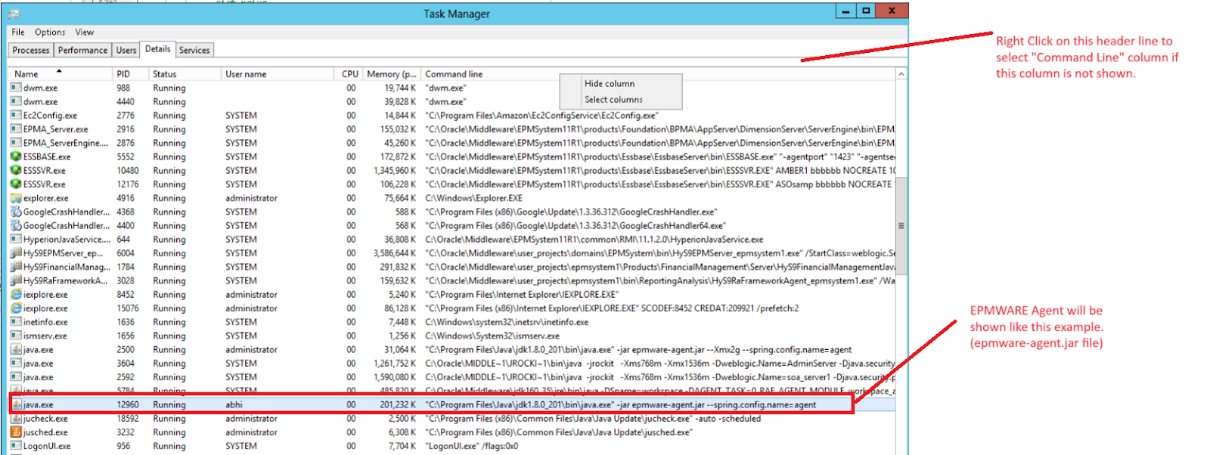 Task Manager
File Options View
Processes Performance Users Details Services
Name PID Status User name CPU Memory (p... Command line
Hide column
Select columns
dwm.exe 988 Running 00 19,744 K "dwm.exe"
dwm.exe 4440 Running 00 39,828 K "dwm.exe"
Ec2Config.exe 2776 Running SYSTEM 00 14,844 K "C:\Program Files\Amazon\Ec2ConfigService\Ec2Config.exe"
EPMA_Server.exe 2916 Running SYSTEM 00 155,032 K "C:\Oracle\Middleware\EPMSystem11R1\products\Foundation\BPMA\AppServer\DimensionServer\ServerEngine\bin\EPM
EPMA_ServerEngine... 2876 Running SYSTEM 00 45,260 K "C:\Oracle\Middleware\EPMSystem11R1\products\Foundation\BPMA\AppServer\DimensionServer\ServerEngine\bin\EPM
ESSBASE.exe 5552 Running SYSTEM 00 172,872 K "C:\Oracle\Middleware\EPMSystem11R1\products\Essbase\EssbaseServer\bin\ESSBASE.exe" "-agentport" "1423" "-agentse
ESSSVR.exe 10480 Running SYSTEM 00 1,345,960 K "C:\Oracle\Middleware\EPMSystem11R1\products\Essbase\EssbaseServer\bin\ESSSVR.EXE" AMBER1 bbbbbb NOCREATE 10
ESSSVR.exe 12176 Running SYSTEM 00 106,228 K "C:\Oracle\Middleware\EPMSystem11R1\products\Essbase\EssbaseServer\bin\ESSSVR.EXE" ASOsamp bbbbbb NOCREATE
explorer.exe 4916 Running administrator 00 75,664 K C:\Windows\Explorer.EXE
GoogleCrashHandler... 4368 Running SYSTEM 00 588 K "C:\Program Files (x86)\Google\Update\1.3.36.312\GoogleCrashHandler.exe"
GoogleCrashHandler... 4400 Running SYSTEM 00 568 K "C:\Program Files (x86)\Google\Update\1.3.36.312\GoogleCrashHandler64.exe"
HyperionJavaService.... 644 Running SYSTEM 00 36,808 K C:\Oracle\Middleware\EPMSystem11R1\common\RMI\11.1.2.0\HyperionJavaService.exe
HyS9EPMServer_ep... 6004 Running SYSTEM 00 3,586,644 K "C:\Oracle\Middleware\user_projects\domains\EPMSystem\bin\HyS9EPMServer_epmsystem1.exe" /StartClass=weblogic.Se
HyS9FinancialManag... 1784 Running SYSTEM 00 291,832 K "C:\Oracle\Middleware\user_projects\epmsystem1\Products\FinancialManagement\Server\HyS9FinancialManagementJav
HyS9RaFrameworkA... 3028 Running SYSTEM 00 159,632 K "C:\Oracle\Middleware\user_projects\epmsystem1\bin\ReportingAnalysis\HyS9RaFrameworkAgent_epmsystem1.exe" /Wa
iexplore.exe 8452 Running administrator 00 5,240 K "C:\Program Files\Internet Explorer\IEXPLORE.EXE"
iexplore.exe 15076 Running administrator 00 86,128 K "C:\Program Files (x86)\Internet Explorer\IEXPLORE.EXE" SCODEF:8452 CREDAT:209921 /prefetch:2
inetinfo.exe 1636 Running SYSTEM 00 7,448 K C:\Windows\system32\inetsrv\inetinfo.exe
ismserv.exe 1656 Running SYSTEM 00 1,256 K C:\Windows\System32\ismserv.exe
java.exe 2500 Running administrator 00 31,064 K "C:\Program Files\Java\jdk1.8.0_201\bin\java.exe" -jar epmware-agent.jar --Xmx2g --spring.config.name=agent
java.exe 3604 Running SYSTEM 00 1,261,752 K C:\Oracle\MIDDLE~1\JROCKI~1\bin\java -jrockit -Xms768m -Xmx1536m -Dweblogic.Name=AdminServer -Djava.security.
java.exe 2592 Running SYSTEM 00 1,590,080 K C:\Oracle\MIDDLE~1\JROCKI~1\bin\java -jrockit -Xms768m -Xmx1536m -Dweblogic.Name=soa_server1 -Djava.security.p
java.exe 5784 Running SYSTEM 00
java.exe 12960 Running abhi 00 201,232 K "C:\Program Files\Java\jdk1.8.0_201\bin\java.exe" -jar epmware-agent.jar --spring.config.name=agent
jucheck.exe 18592 Running administrator 00 2,500 K "C:\Program Files (x86)\Common Files\Java\Java Update\jucheck.exe" -auto -scheduled
jusched.exe 3232 Running administrator 00 6,308 K "C:\Program Files (x86)\Common Files\Java\Java Update\jusched.exe"
LogonUI.exe 956 Running SYSTEM 00 7,704 K "LogonUI.exe" /flags:0x0
Right Click on this header line to
select "Command Line" column if
this column is not shown.
EPMWARE Agent will be
shown like this example.
(epmware-agent.jar file)